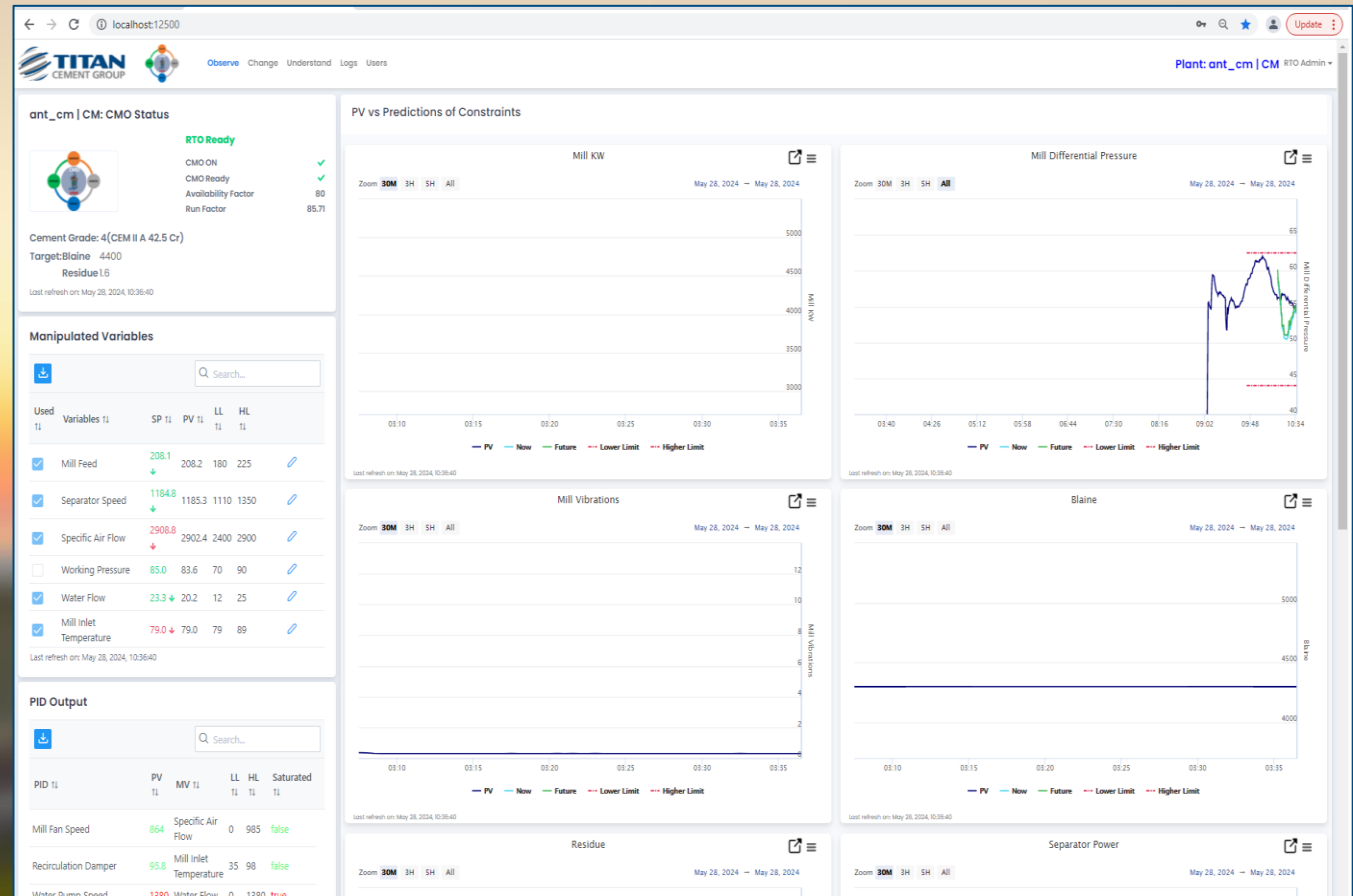 localhost:12500
Update
TITAN
CEMENT GROUP
Observe Change Understand Logs Users
Plant: ant_cm | CM RTO Admin
ant_cm | CM: CMO Status
RTO Ready
CMO ON
CMO Ready
Availability Factor 80
Run Factor 85.71
Cement Grade: 4(CEM II A 42.5 Cr)
Target:Blaine 4400
Residue1.6
Last refresh on: May 28, 2024, 10:36:40
Manipulated Variables
Search...
Used Variables SP PV LL HL
Mill Feed 208.1 208.2 180 225
Separator Speed 1184.8 1185.3 1110 1350
Specific Air Flow 2908.8 2902.4 2400 2900
Working Pressure 85.0 83.6 70 90
Water Flow 23.3 20.2 12 25
Mill Inlet Temperature 79.0 79.0 79 89
Last refresh on: May 28, 2024, 10:36:40
PID Output
Search...
PID PV MV LL HL Saturated
Mill Fan Speed 864 Specific Air Flow 0 985 false
Recirculation Damper 95.8 Mill Inlet Temperature 35 98 false
Water Pump Speed 1380 Water Flow 0 1380 true
PV vs Predictions of Constraints
Mill KW
Zoom 30M 3H 5H All May 28, 2024 → May 28, 2024
5000
4500
4000
3500
3000
Mill KW
03:10 03:15 03:20 03:25 03:30 03:35
PV Now Future Lower Limit Higher Limit
Last refresh on: May 28, 2024, 10:36:40
Mill Differential Pressure
Zoom 30M 3H 5H All May 28, 2024 → May 28, 2024
65
60
55
50
45
40
Mill Differential Pressure
03:40 04:26 05:12 05:58 06:44 07:30 08:16 09:02 09:48 10:34
PV Now Future Lower Limit Higher Limit
Last refresh on: May 28, 2024, 10:36:40
Mill Vibrations
Zoom 30M 3H 5H All May 28, 2024 → May 28, 2024
12
10
8
6
4
2
0
Mill Vibrations
03:10 03:15 03:20 03:25 03:30 03:35
PV Now Future Lower Limit Higher Limit
Last refresh on: May 28, 2024, 10:36:40
Blaine
Zoom 30M 3H 5H All May 28, 2024 → May 28, 2024
5000
4500
4000
Blaine
03:10 03:15 03:20 03:25 03:30 03:35
PV Now Future Lower Limit Higher Limit
Last refresh on: May 28, 2024, 10:36:40
Residue
Zoom 30M 3H 5H All May 28, 2024 → May 28, 2024
Separator Power
Zoom 30M 3H 5H All May 28, 2024 → May 28, 2024